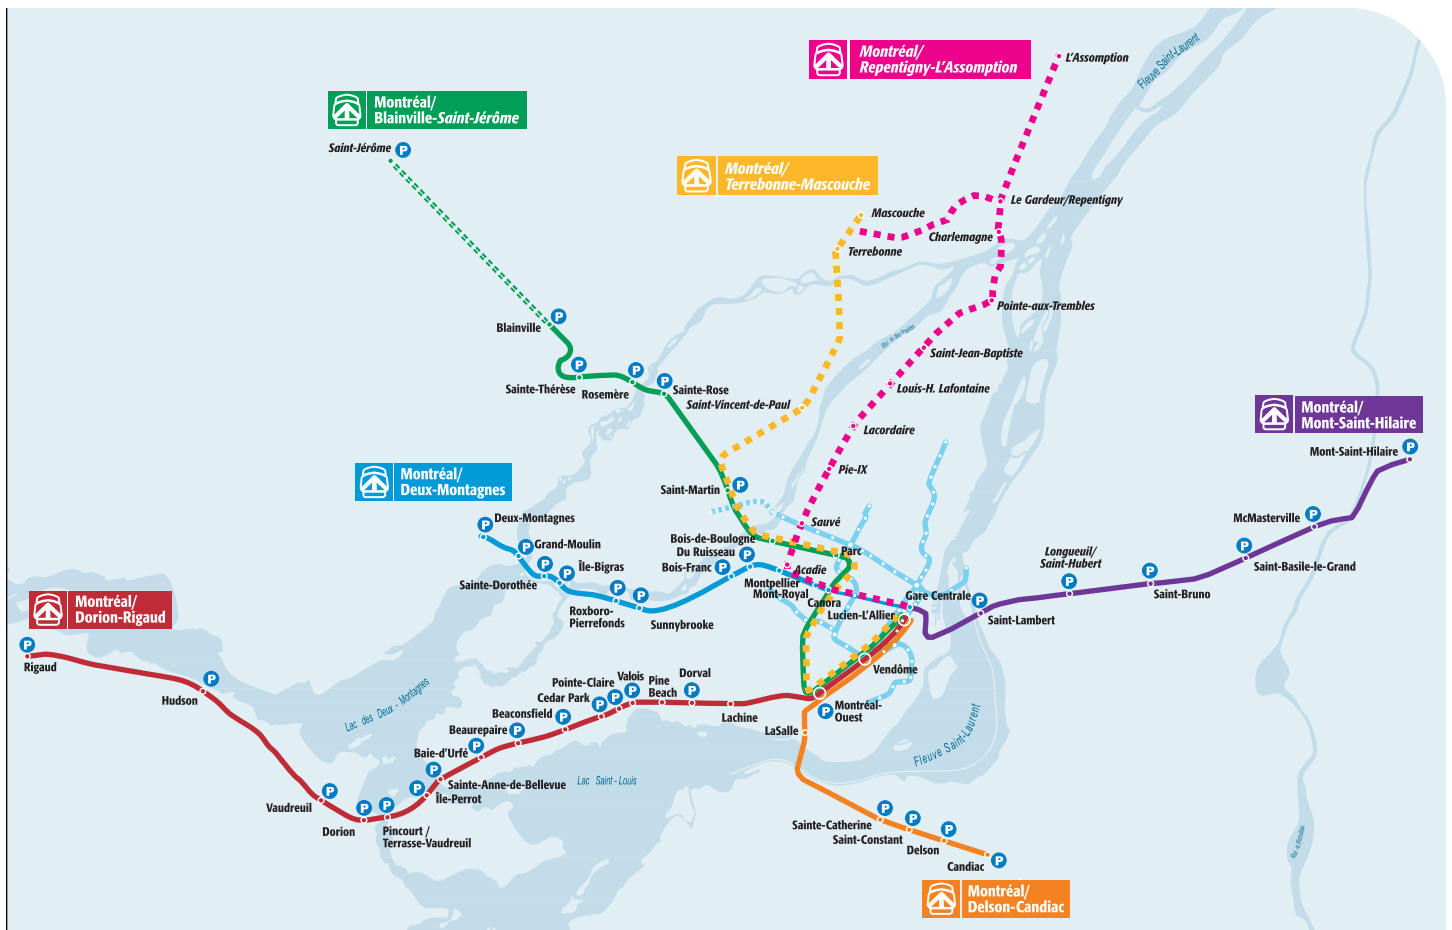 Montréal/
Repentigny-L'Assomption
L'Assomption
Fleuve Saint-Laurent
Montréal/
Blainville-Saint-Jérôme
Saint-Jérôme
P
Montréal/
Terrebonne-Mascouche
Mascouche
Terrebonne
Le Gardeur/Repentigny
Charlemagne
Pointe-aux-Trembles
Blainville
P
Saint-Jean-Baptiste
Sainte-Thérèse
P
Rosemère
P
Sainte-Rose
P
Saint-Vincent-de-Paul
Louis-H. Lafontaine
Lacordaire
Pie-IX
Sauvé
Montréal/
Mont-Saint-Hilaire
Mont-Saint-Hilaire
P
McMasterville
P
Saint-Basile-le-Grand
P
Saint-Bruno
P
Longueuil/
Saint-Hubert
P
Saint-Lambert
P
Montréal/
Deux-Montagnes
Deux-Montagnes
P
Grand-Moulin
P
Sainte-Dorothée
P
Île-Bigras
P
Roxboro-
Pierrefonds
P
Sunnybrooke
P
Saint-Martin
P
Bois-de-Boulogne
Du Ruisseau
P
Bois-Franc
P
Parc
Acadie
Montpellier
Mont-Royal
Canora
Gare Centrale
Lucien-L'Allier
Vendôme
Montréal-
Ouest
P
Montréal/
Dorion-Rigaud
P
Rigaud
Hudson
P
Lac des Deux-Montagnes
Vaudreuil
P
Dorion
P
Pincourt /
Terrasse-Vaudreuil
P
Île-Perrot
P
Sainte-Anne-de-Bellevue
P
Baie-d'Urfé
P
Beaurepaire
P
Beaconsfield
P
Cedar Park
P
Pointe-Claire
P
Valois
P
Pine
Beach
Dorval
P
Lachine
LaSalle
Lac Saint-Louis
Fleuve Saint-Laurent
Sainte-Catherine
P
Saint-Constant
P
Delson
P
Candiac
P
Montréal/
Delson-Candiac